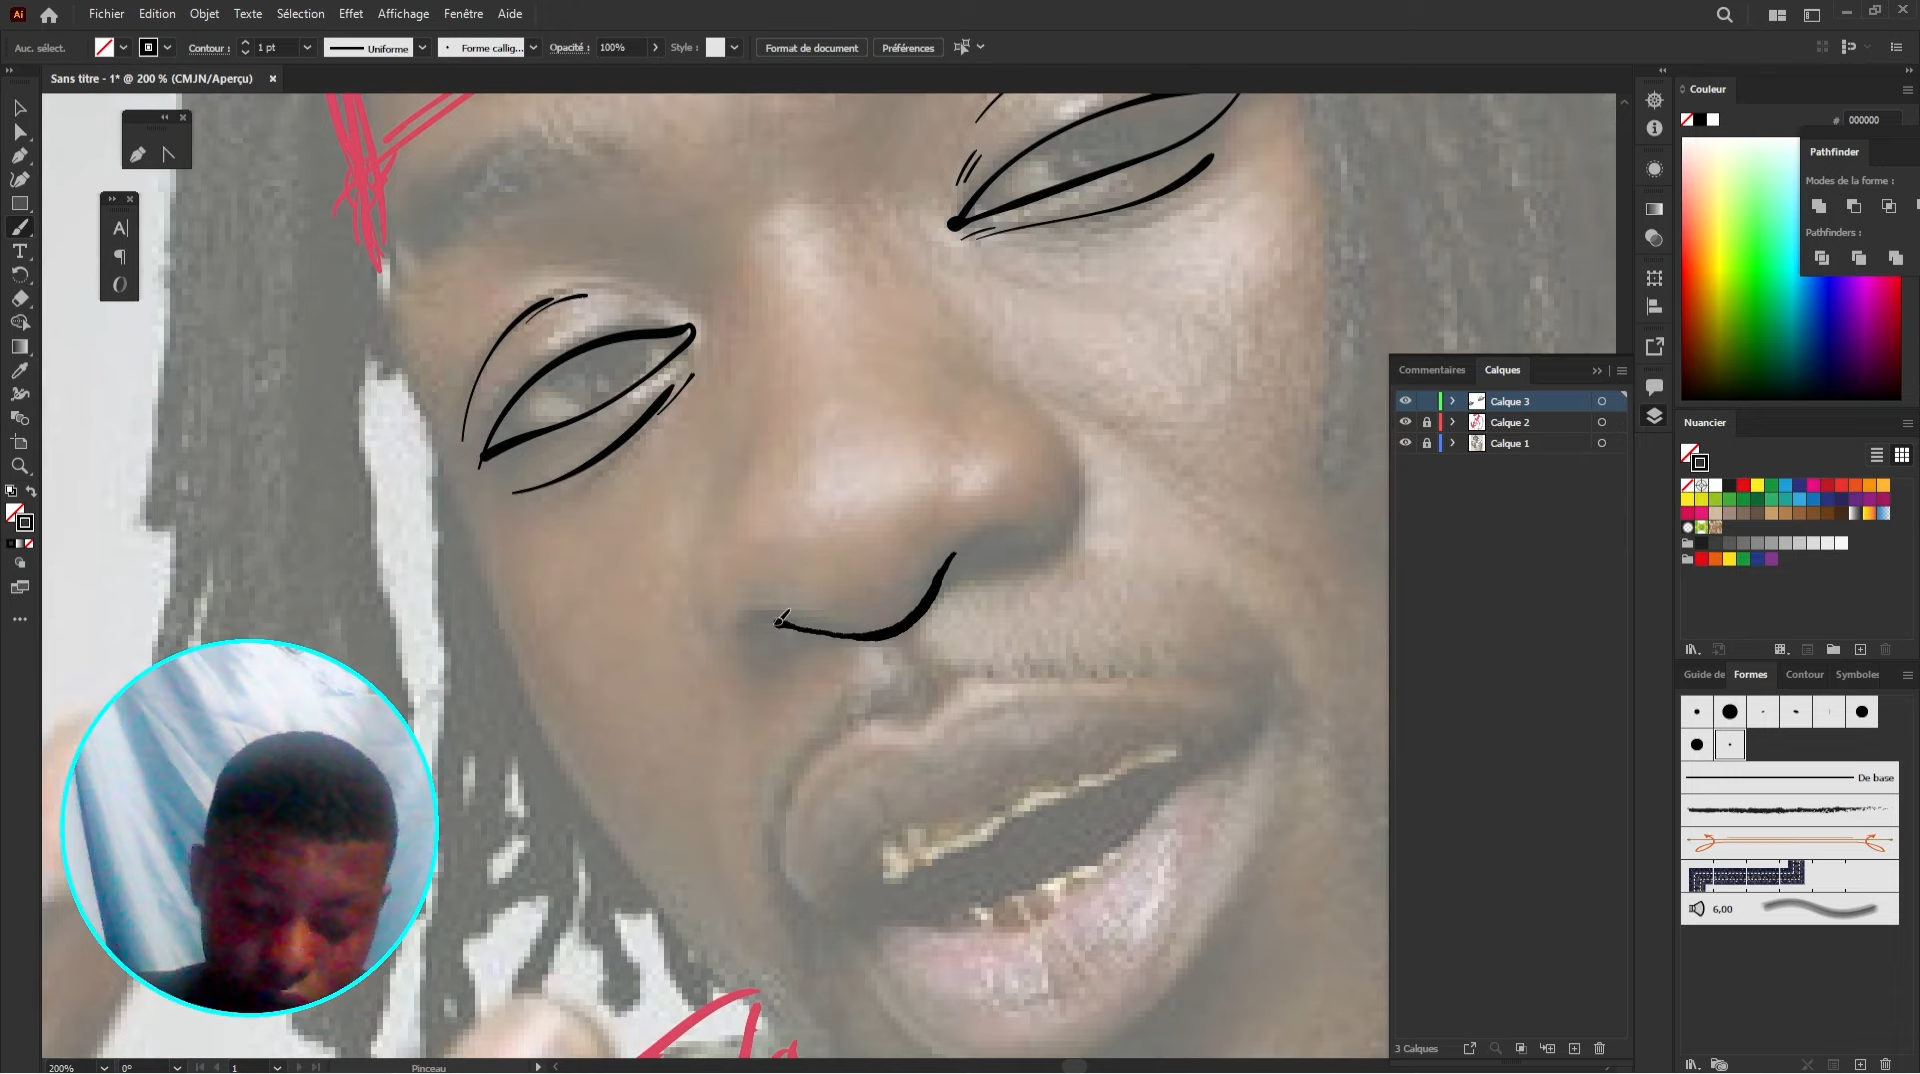 Ai Fichier Edition Objet Texte Sélection Effet Affichage Fenêtre Aide
Auc. sélect. Contour : 1 pt Uniforme Forme callig... Opacité : 100% Style : Format de document Préférences
Sans titre - 1* @ 200 % (CMJN/Aperçu)
Couleur
# 000000
Pathfinder
Modes de la forme :
Pathfinders :
Commentaires Calques
Calque 3
Calque 2
Calque 1
Nuancier
Guide de Formes Contour Symboles
De base
6,00
3 Calques
200% 0° 1 Pinceau